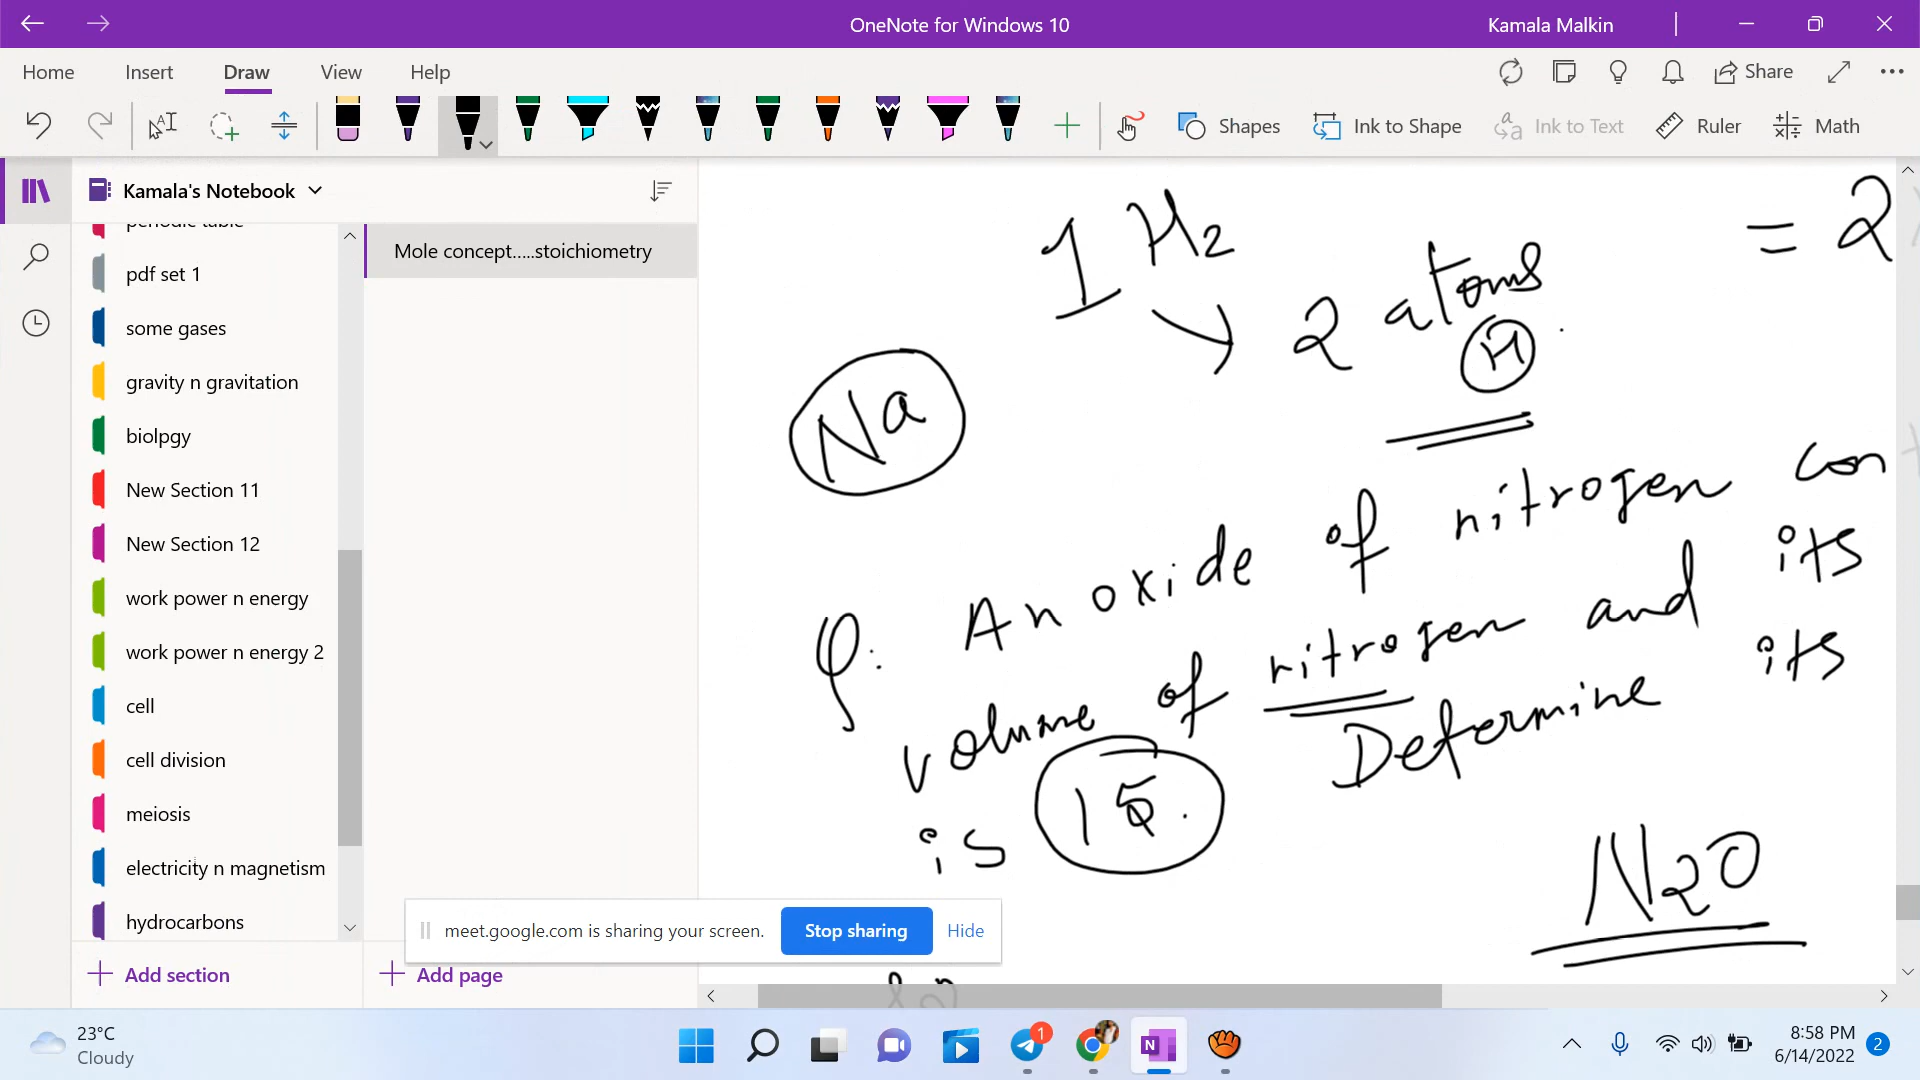 OneNote for Windows 10
Kamala Malkin
Home Insert Draw View Help
Share
Shapes Ink to Shape Ink to Text Ruler Math
Kamala's Notebook
periodic table
pdf set 1
some gases
gravity n gravitation
biolpgy
New Section 11
New Section 12
work power n energy
work power n energy 2
cell
cell division
meiosis
electricity n magnetism
hydrocarbons
Add section
Mole concept.....stoichiometry
Add page
1 H2 = 2
→ 2 atoms
H
Na
Q: An oxide of nitrogen con
volume of nitrogen and its
is 15. Determine its
N2O
meet.google.com is sharing your screen. Stop sharing Hide
23°C
Cloudy
1
8:58 PM
6/14/2022
2